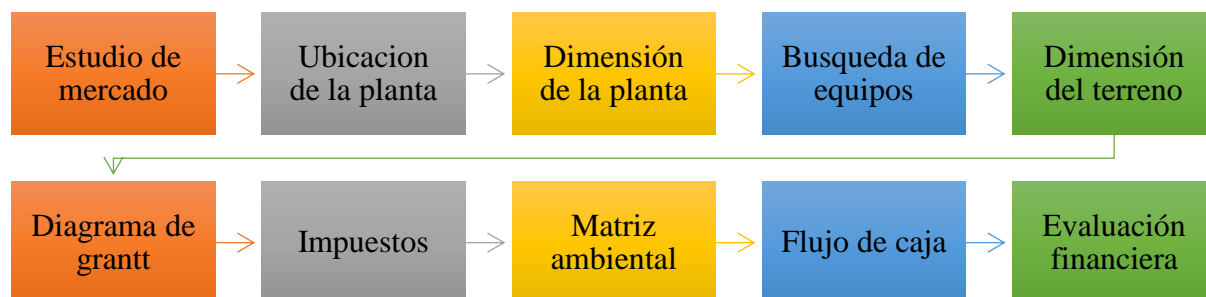 Estudio de
mercado
Ubicacion
de la planta
Dimensión
de la planta
Busqueda de
equipos
Dimensión
del terreno
Diagrama de
grantt
Impuestos
Matriz
ambiental
Flujo de caja
Evaluación
financiera